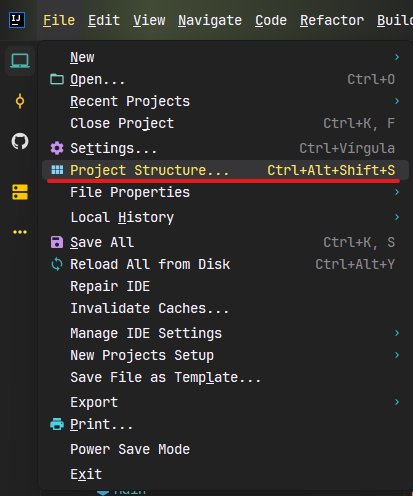 IJ
File Edit View Navigate Code Refactor Buil
New
Open... Ctrl+O
Recent Projects
Close Project Ctrl+K, F
Settings... Ctrl+Vírgula
Project Structure... Ctrl+Alt+Shift+S
File Properties
Local History
Save All Ctrl+K, S
Reload All from Disk Ctrl+Alt+Y
Repair IDE
Invalidate Caches...
Manage IDE Settings
New Projects Setup
Save File as Template...
Export
Print...
Power Save Mode
Exit